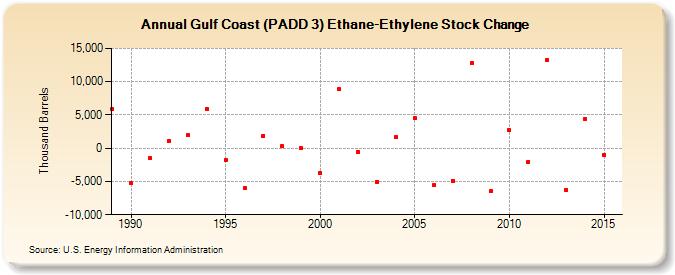 Annual Gulf Coast (PADD 3) Ethane-Ethylene Stock Change
Thousand Barrels
15,000
10,000
5,000
0
-5,000
-10,000
1990 1995 2000 2005 2010 2015
Source: U.S. Energy Information Administration